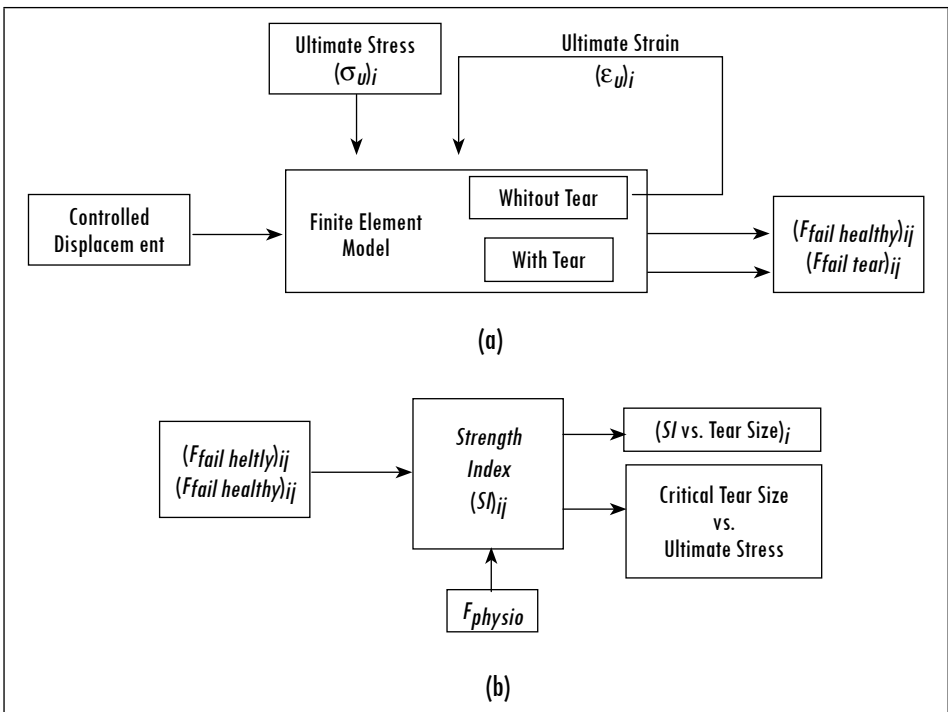 Ultimate Stress
(σu)i
Ultimate Strain
(εu)i
Controlled
Displacem ent
Finite Element
Model
Whitout Tear
With Tear
(Ffail healthy)ij
(Ffail tear)ij
(a)
(Ffail heltly)ij
(Ffail healthy)ij
Strength
Index
(SI)ij
Fphysio
(SI vs. Tear Size)i
Critical Tear Size
vs.
Ultimate Stress
(b)